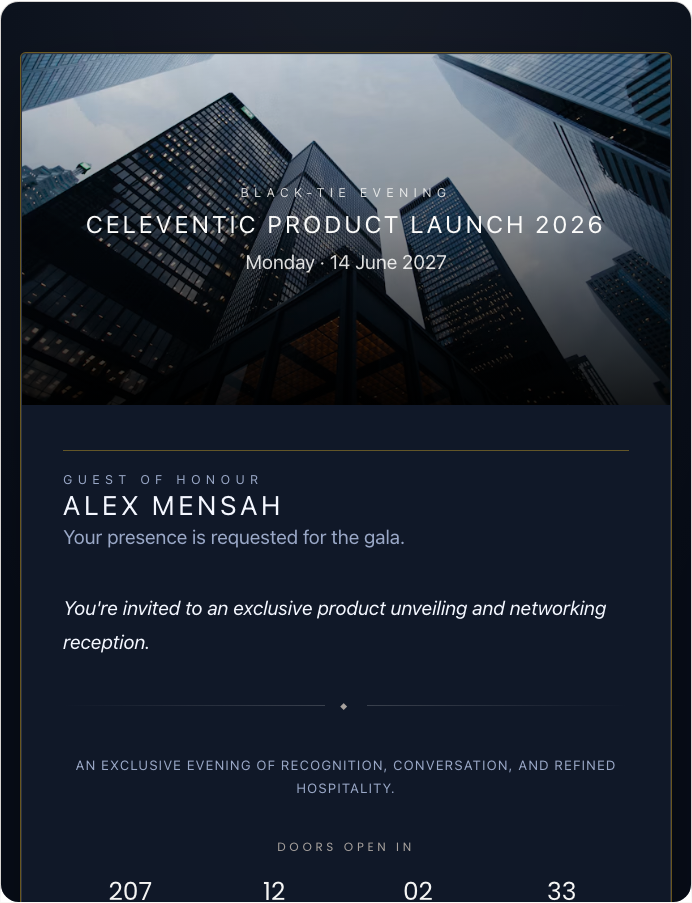 BLACK-TIE EVENING
CELEVENTIC PRODUCT LAUNCH 2026
Monday · 14 June 2027
GUEST OF HONOUR
ALEX MENSAH
Your presence is requested for the gala.
You're invited to an exclusive product unveiling and networking
reception.
AN EXCLUSIVE EVENING OF RECOGNITION, CONVERSATION, AND REFINED
HOSPITALITY.
DOORS OPEN IN
207 12 02 33